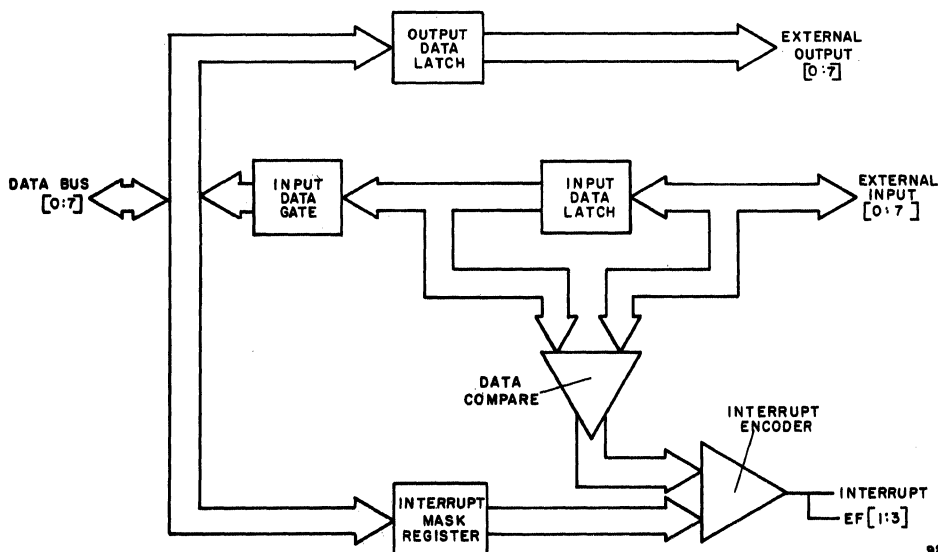 OUTPUT
DATA
LATCH
EXTERNAL
OUTPUT
[0:7]
DATA BUS
[0:7]
INPUT
DATA
GATE
INPUT
DATA
LATCH
EXTERNAL
INPUT
[0:7]
DATA
COMPARE
INTERRUPT
ENCODER
INTERRUPT
MASK
REGISTER
INTERRUPT
EF[1:3]